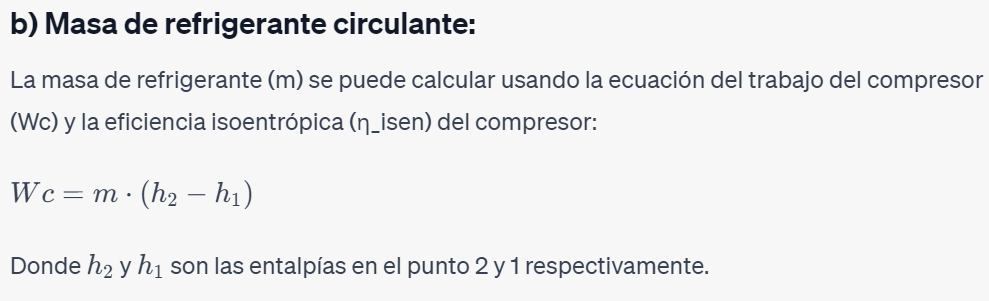 b) Masa de refrigerante circulante:
La masa de refrigerante (m) se puede calcular usando la ecuación del trabajo del compresor
(Wc) y la eficiencia isoentrópica (η_isen) del compresor:
Wc = m · (h₂ − h₁)
Donde h₂ y h₁ son las entalpías en el punto 2 y 1 respectivamente.